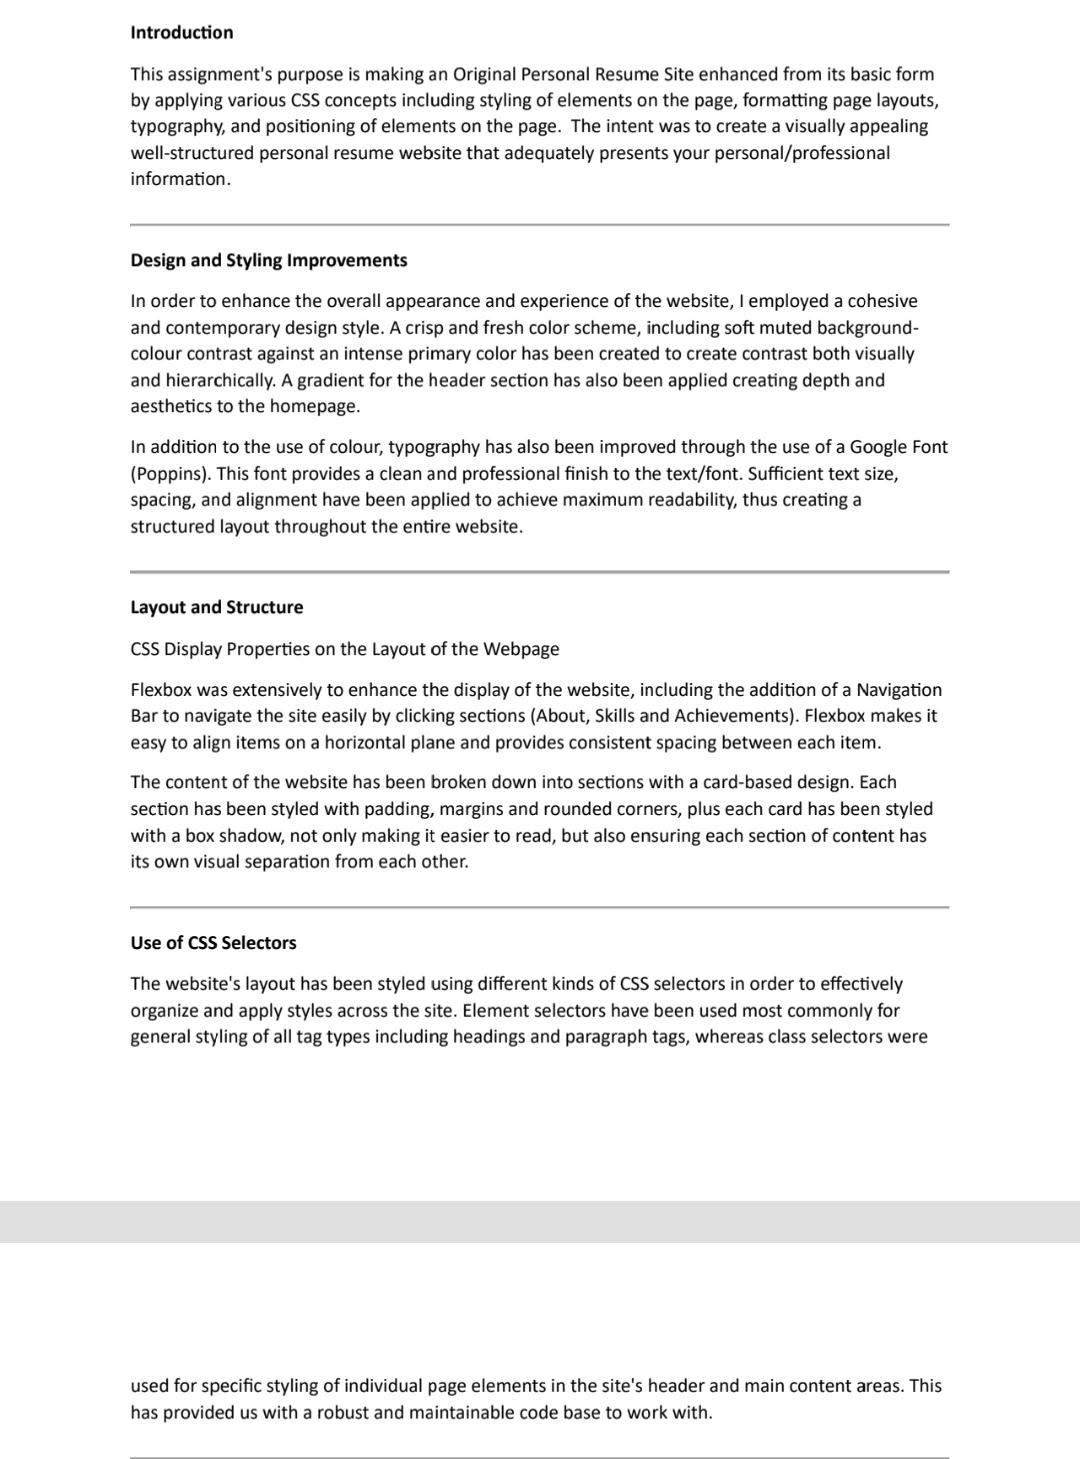 Introduction
This assignment's purpose is making an Original Personal Resume Site enhanced from its basic form
by applying various CSS concepts including styling of elements on the page, formatting page layouts,
typography, and positioning of elements on the page.  The intent was to create a visually appealing
well-structured personal resume website that adequately presents your personal/professional
information.
Design and Styling Improvements
In order to enhance the overall appearance and experience of the website, I employed a cohesive
and contemporary design style. A crisp and fresh color scheme, including soft muted background-
colour contrast against an intense primary color has been created to create contrast both visually
and hierarchically. A gradient for the header section has also been applied creating depth and
aesthetics to the homepage.
In addition to the use of colour, typography has also been improved through the use of a Google Font
(Poppins). This font provides a clean and professional finish to the text/font. Sufficient text size,
spacing, and alignment have been applied to achieve maximum readability, thus creating a
structured layout throughout the entire website.
Layout and Structure
CSS Display Properties on the Layout of the Webpage
Flexbox was extensively to enhance the display of the website, including the addition of a Navigation
Bar to navigate the site easily by clicking sections (About, Skills and Achievements). Flexbox makes it
easy to align items on a horizontal plane and provides consistent spacing between each item.
The content of the website has been broken down into sections with a card-based design. Each
section has been styled with padding, margins and rounded corners, plus each card has been styled
with a box shadow, not only making it easier to read, but also ensuring each section of content has
its own visual separation from each other.
Use of CSS Selectors
The website's layout has been styled using different kinds of CSS selectors in order to effectively
organize and apply styles across the site. Element selectors have been used most commonly for
general styling of all tag types including headings and paragraph tags, whereas class selectors were
used for specific styling of individual page elements in the site's header and main content areas. This
has provided us with a robust and maintainable code base to work with.